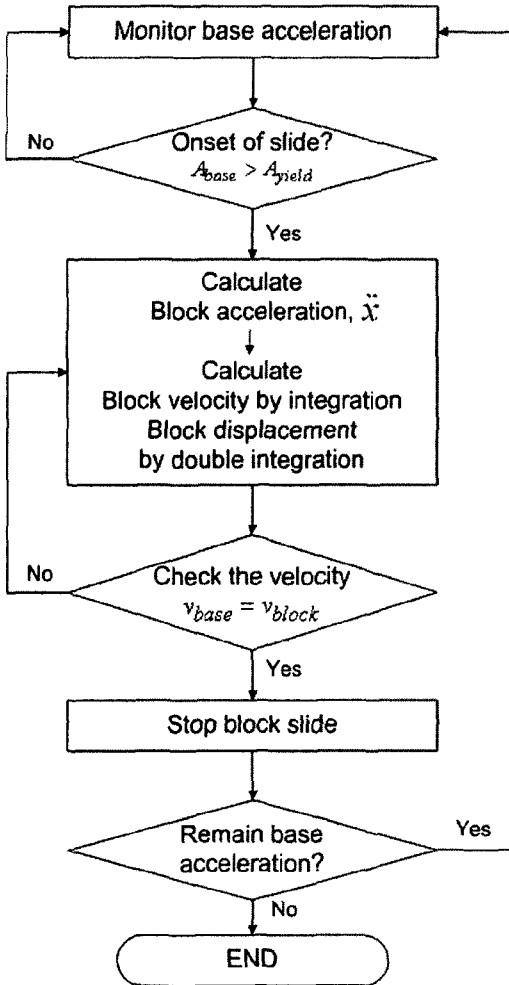 Monitor base acceleration
No
Onset of slide?
A_base > A_yield
Yes
Calculate
Block acceleration, ẍ
Calculate
Block velocity by integration
Block displacement
by double integration
No
Check the velocity
v_base = v_block
Yes
Stop block slide
Remain base
acceleration?
Yes
No
END